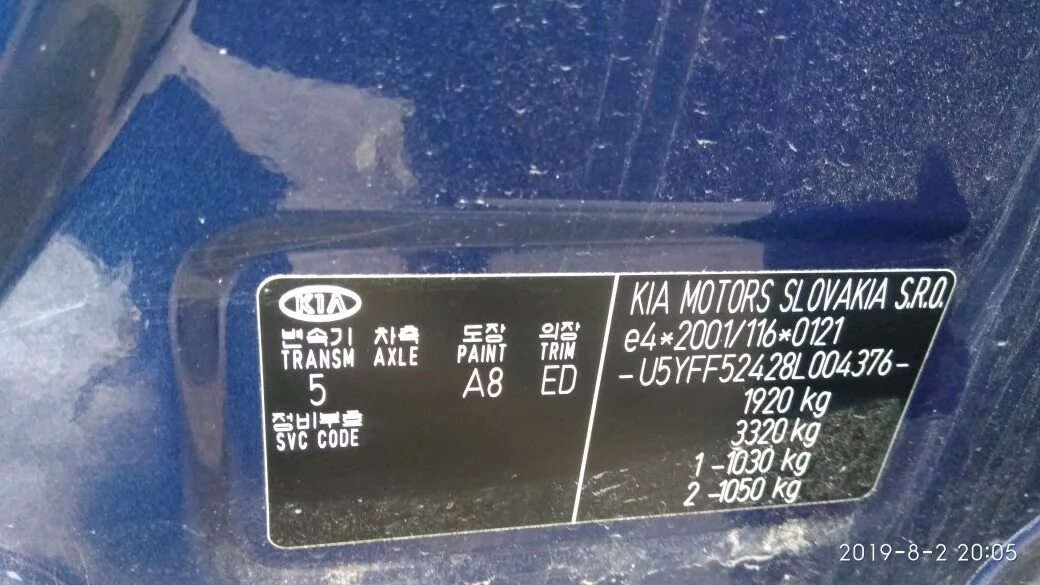 KIA
변속기 차축 도장 의장
TRANSM AXLE PAINT TRIM
5 A8 ED
정비부호
SVC CODE
KIA MOTORS SLOVAKIA S.R.O.
e4*2001/116*0121
-U5YFF52428L004376-
1920 kg
3320 kg
1 -1030 kg
2 -1050 kg
2019-8-2 20:05